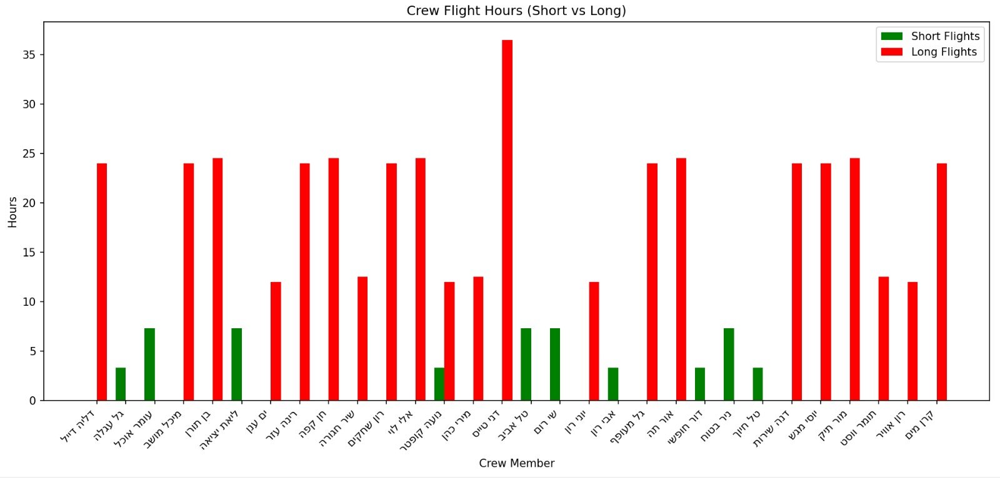 Crew Flight Hours (Short vs Long)
Short Flights
Long Flights
Hours
35
30
25
20
15
10
5
0
דליה דייל
גל עגלה
עומר אוכל
מיכל מושב
בן תורן
ליאת יציאה
ים ענן
רינה עזר
חן קפה
שיר חגורה
רון שחקים
אלי לוי
נועה קונפטר
מירי כהן
דני טייס
טל אביב
שי רום
יוני רון
אבי רון
גל מעופף
אור תה
דור חופשי
ניר בטוח
טל חיוך
דנה שירות
יוסי מגש
מור תיק
תומר ווסט
רון אוויר
קרן מים
Crew Member